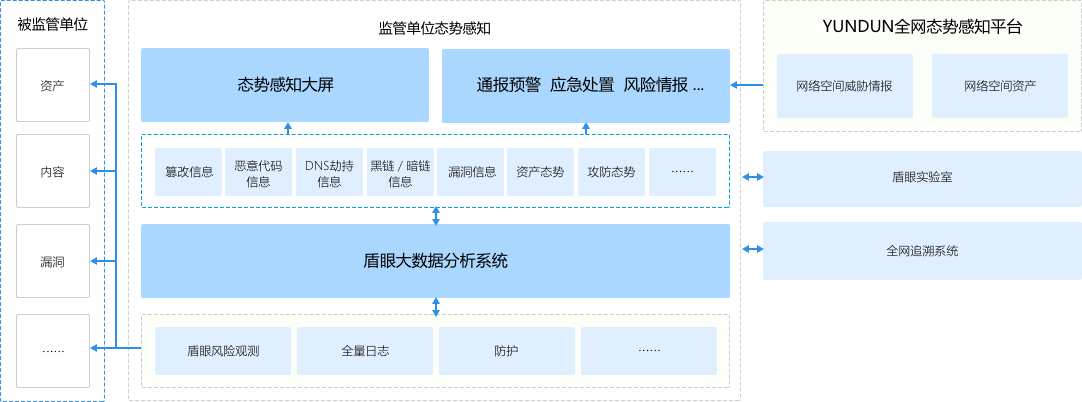 被监管单位
资产
内容
漏洞
……
监管单位态势感知
态势感知大屏
通报预警 应急处置 风险情报 ...
篡改信息
恶意代码
信息
DNS劫持
信息
黑链 / 暗链
信息
漏洞信息
资产态势
攻防态势
……
盾眼大数据分析系统
盾眼风险观测
全量日志
防护
……
YUNDUN全网态势感知平台
网络空间威胁情报
网络空间资产
盾眼实验室
全网追溯系统